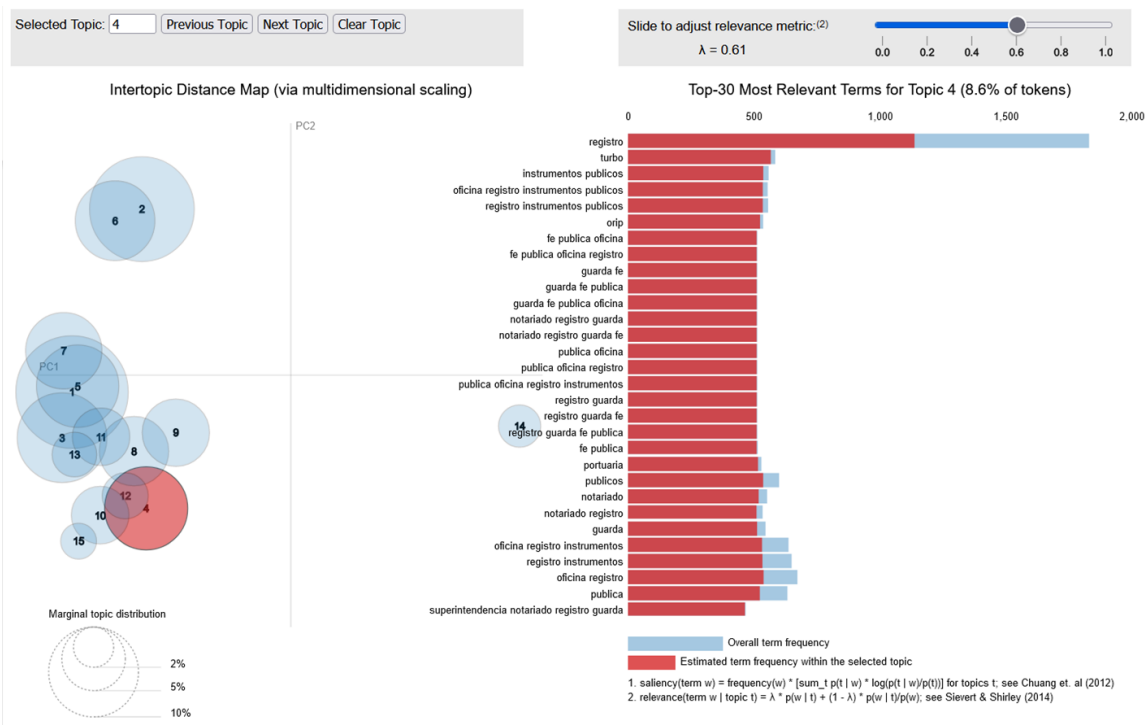 Selected Topic: 4 Previous Topic Next Topic Clear Topic
Slide to adjust relevance metric:(2)
λ = 0.61
0.0 0.2 0.4 0.6 0.8 1.0
Intertopic Distance Map (via multidimensional scaling)
PC2
PC1
2
6
7
5
1
3
11
13
8
9
14
12
4
10
15
Marginal topic distribution
2%
5%
10%
Top-30 Most Relevant Terms for Topic 4 (8.6% of tokens)
0 500 1,000 1,500 2,000
registro
turbo
instrumentos publicos
oficina registro instrumentos publicos
registro instrumentos publicos
orip
fe publica oficina
fe publica oficina registro
guarda fe
guarda fe publica
guarda fe publica oficina
notariado registro guarda
notariado registro guarda fe
publica oficina
publica oficina registro
publica oficina registro instrumentos
registro guarda
registro guarda fe
registro guarda fe publica
fe publica
portuaria
publicos
notariado
notariado registro
guarda
oficina registro instrumentos
registro instrumentos
oficina registro
publica
superintendencia notariado registro guarda
Overall term frequency
Estimated term frequency within the selected topic
1. saliency(term w) = frequency(w) * [sum_t p(t | w) * log(p(t | w)/p(t))] for topics t; see Chuang et. al (2012)
2. relevance(term w | topic t) = λ * p(w | t) + (1 - λ) * p(w | t)/p(w); see Sievert & Shirley (2014)